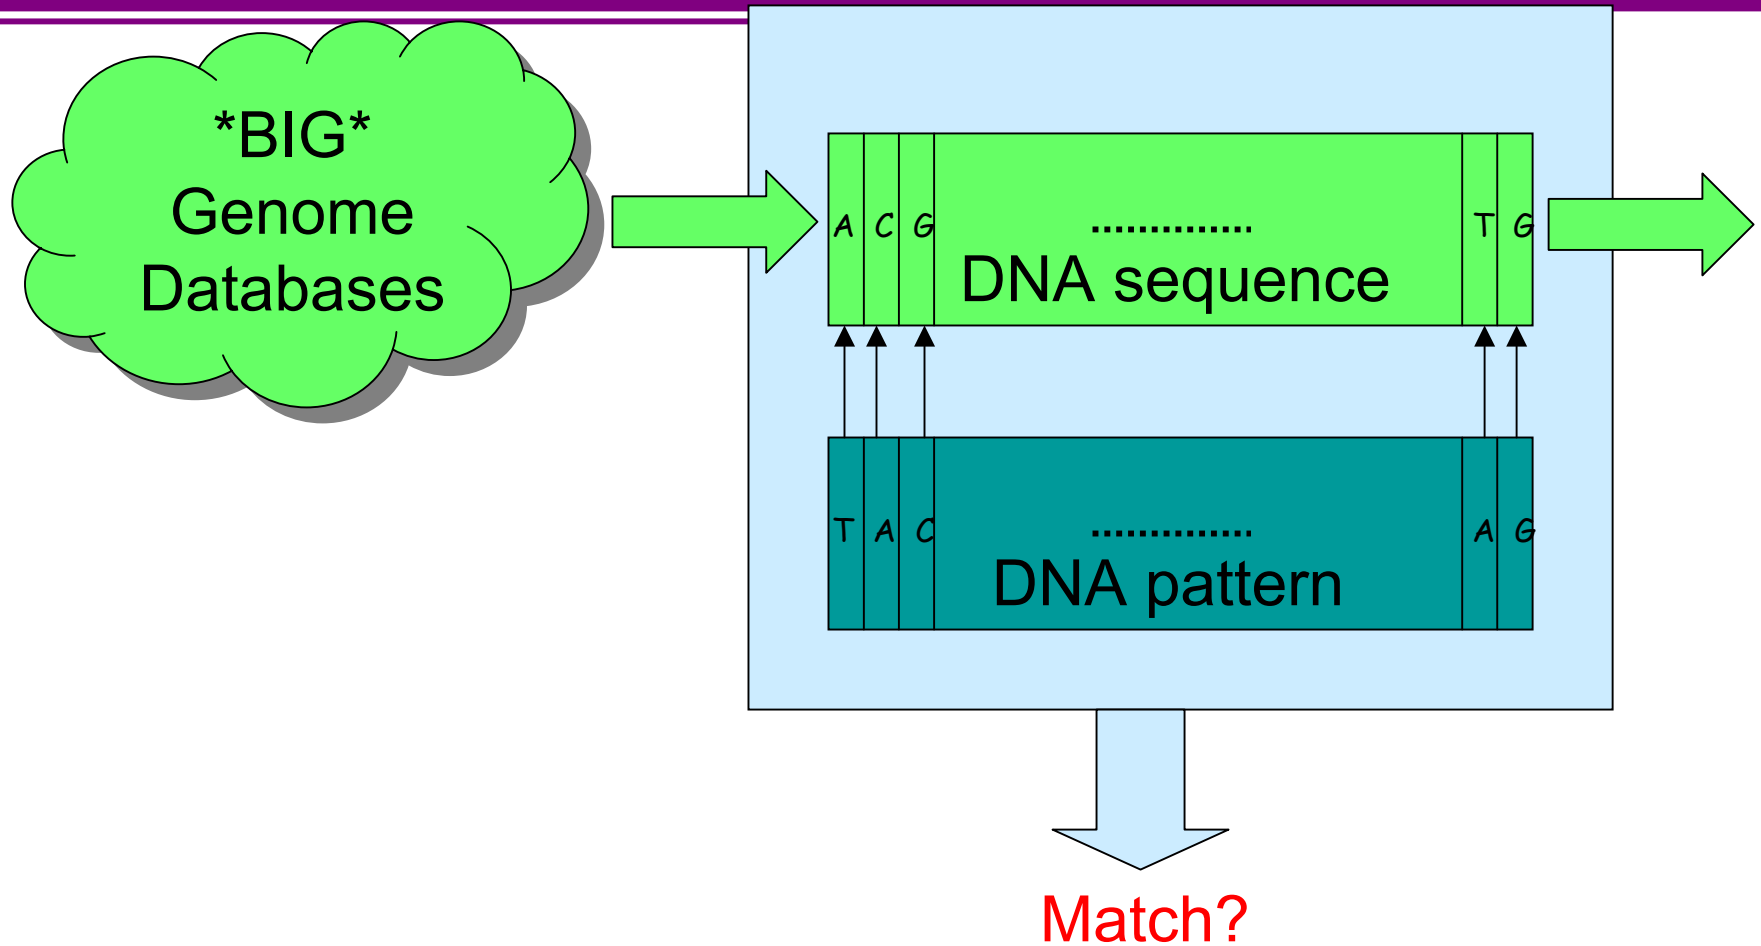 *BIG*
Genome
Databases
A C G ............. T G
DNA sequence
T A C ............. A G
DNA pattern
Match?